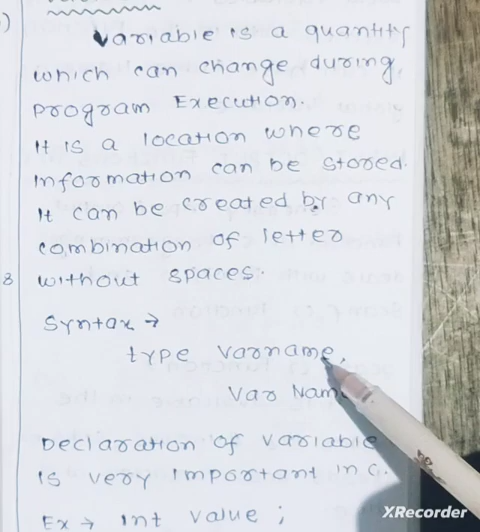 Variable is a quantity
which can change during
program Execution.
It is a location where
Information can be stored.
It can be created by any
combination of letter
without spaces.
Syntax →
type varname,
Var Nam
Declaration of variable
is very important in c.
Ex → Int value ;
XRecorder